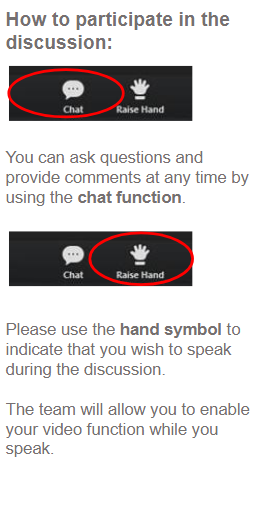 How to participate in the
discussion:
Chat Raise Hand
You can ask questions and
provide comments at any time by
using the chat function.
Chat Raise Hand
Please use the hand symbol to
indicate that you wish to speak
during the discussion.
The team will allow you to enable
your video function while you
speak.